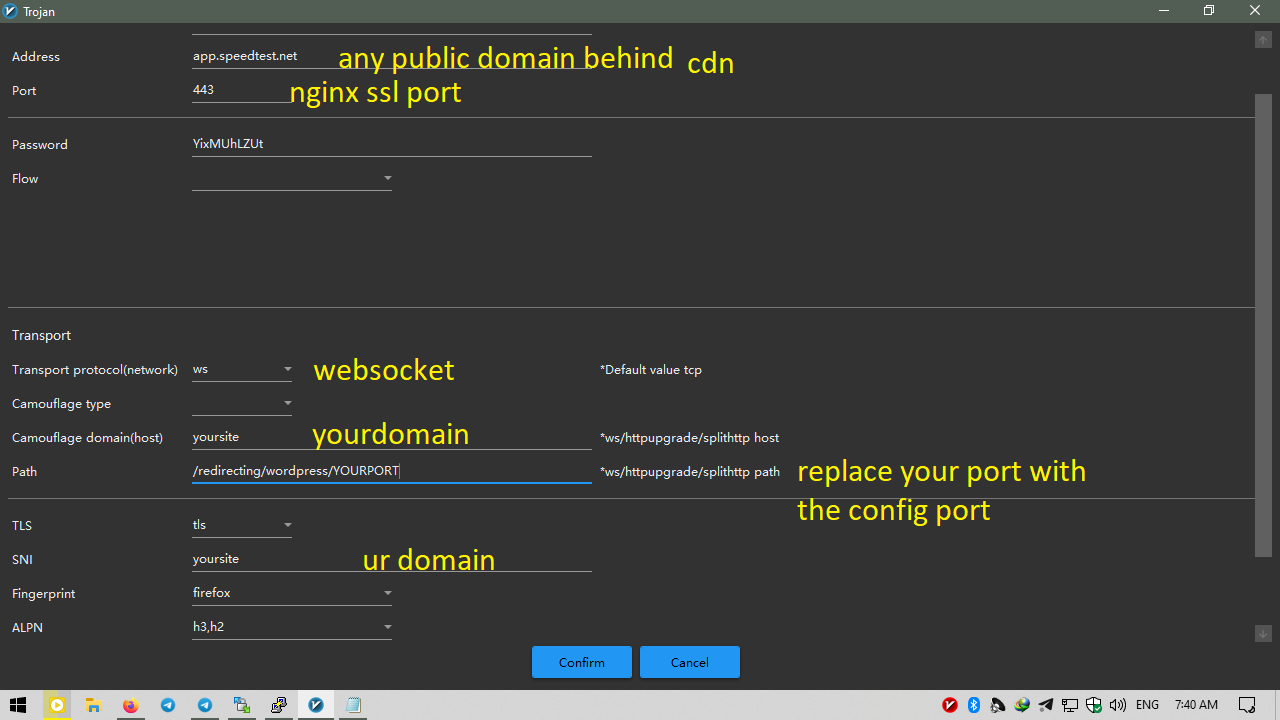 Trojan
Address app.speedtest.net any public domain behind cdn
Port 443 nginx ssl port
Password YixMUhLZUt
Flow
Transport
Transport protocol(network) ws websocket *Default value tcp
Camouflage type
Camouflage domain(host) yoursite yourdomain *ws/httpupgrade/splithttp host
Path /redirecting/wordpress/YOURPORT *ws/httpupgrade/splithttp path replace your port with
the config port
TLS tls
SNI yoursite ur domain
Fingerprint firefox
ALPN h3,h2
Confirm Cancel
ENG 7:40 AM